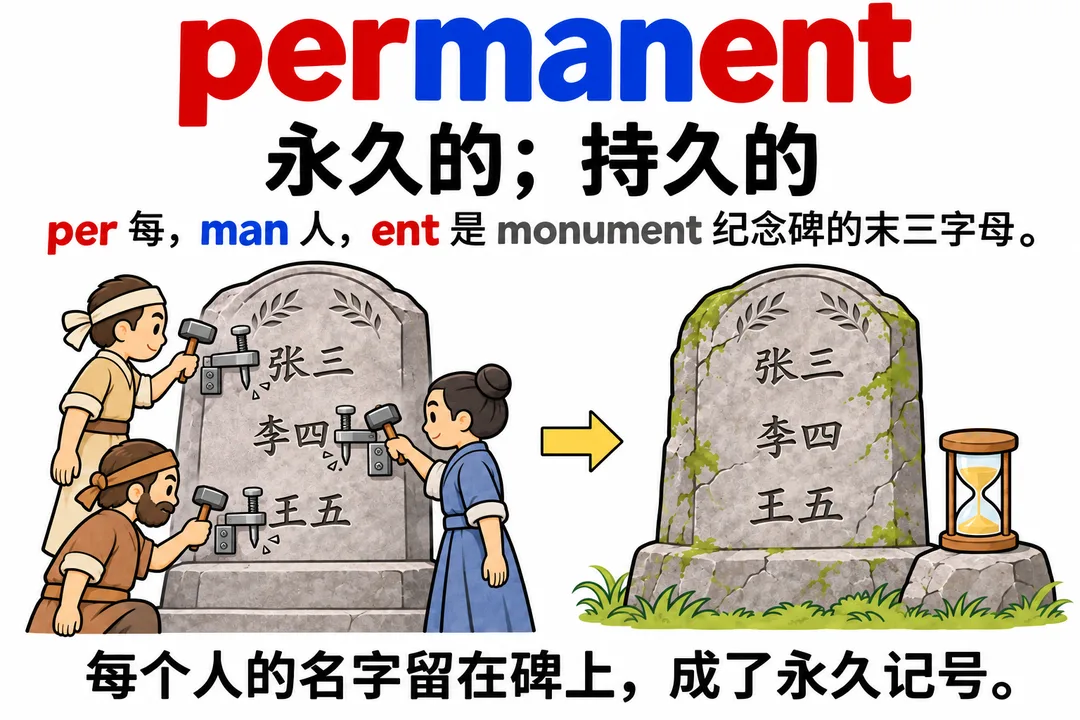 permanent
永久的；持久的
per 每，man 人，ent 是 monument 纪念碑的末三字母。
张三
李四
王五
张三
李四
王五
每个人的名字留在碑上，成了永久记号。